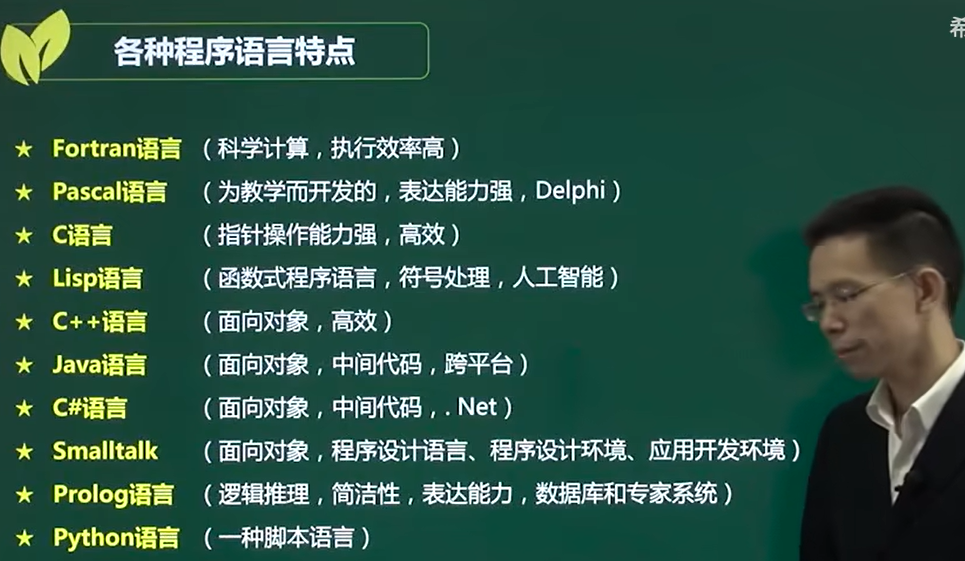 希
各种程序语言特点
★ Fortran语言 （科学计算，执行效率高）
★ Pascal语言 （为教学而开发的，表达能力强，Delphi）
★ C语言 （指针操作能力强，高效）
★ Lisp语言 （函数式程序语言，符号处理，人工智能）
★ C++语言 （面向对象，高效）
★ Java语言 （面向对象，中间代码，跨平台）
★ C#语言 （面向对象，中间代码，. Net）
★ Smalltalk （面向对象，程序设计语言、程序设计环境、应用开发环境）
★ Prolog语言 （逻辑推理，简洁性，表达能力，数据库和专家系统）
★ Python语言 （一种脚本语言）